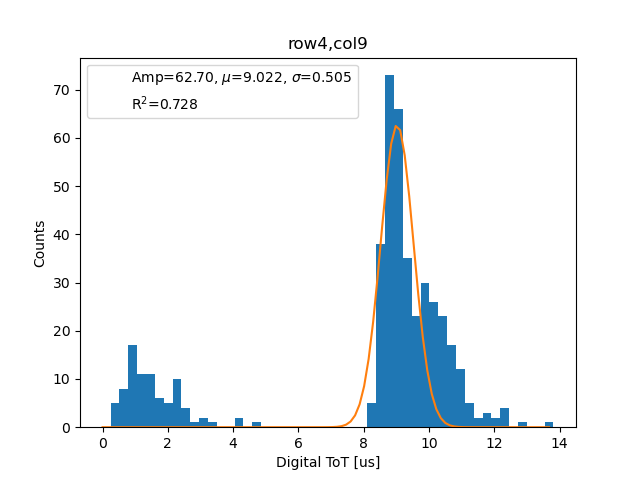 row4,col9
Amp=62.70, μ=9.022, σ=0.505
R²=0.728
70
60
50
40
30
20
10
0
Counts
0 2 4 6 8 10 12 14
Digital ToT [us]